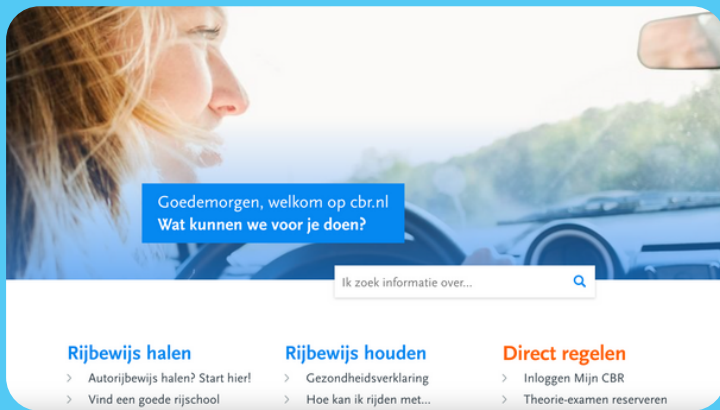 Goedemorgen, welkom op cbr.nl
Wat kunnen we voor je doen?
Ik zoek informatie over...
Rijbewijs halen
Autorijbewijs halen? Start hier!
Vind een goede rijschool
Rijbewijs houden
Gezondheidsverklaring
Hoe kan ik rijden met...
Direct regelen
Inloggen Mijn CBR
Theorie-examen reserveren